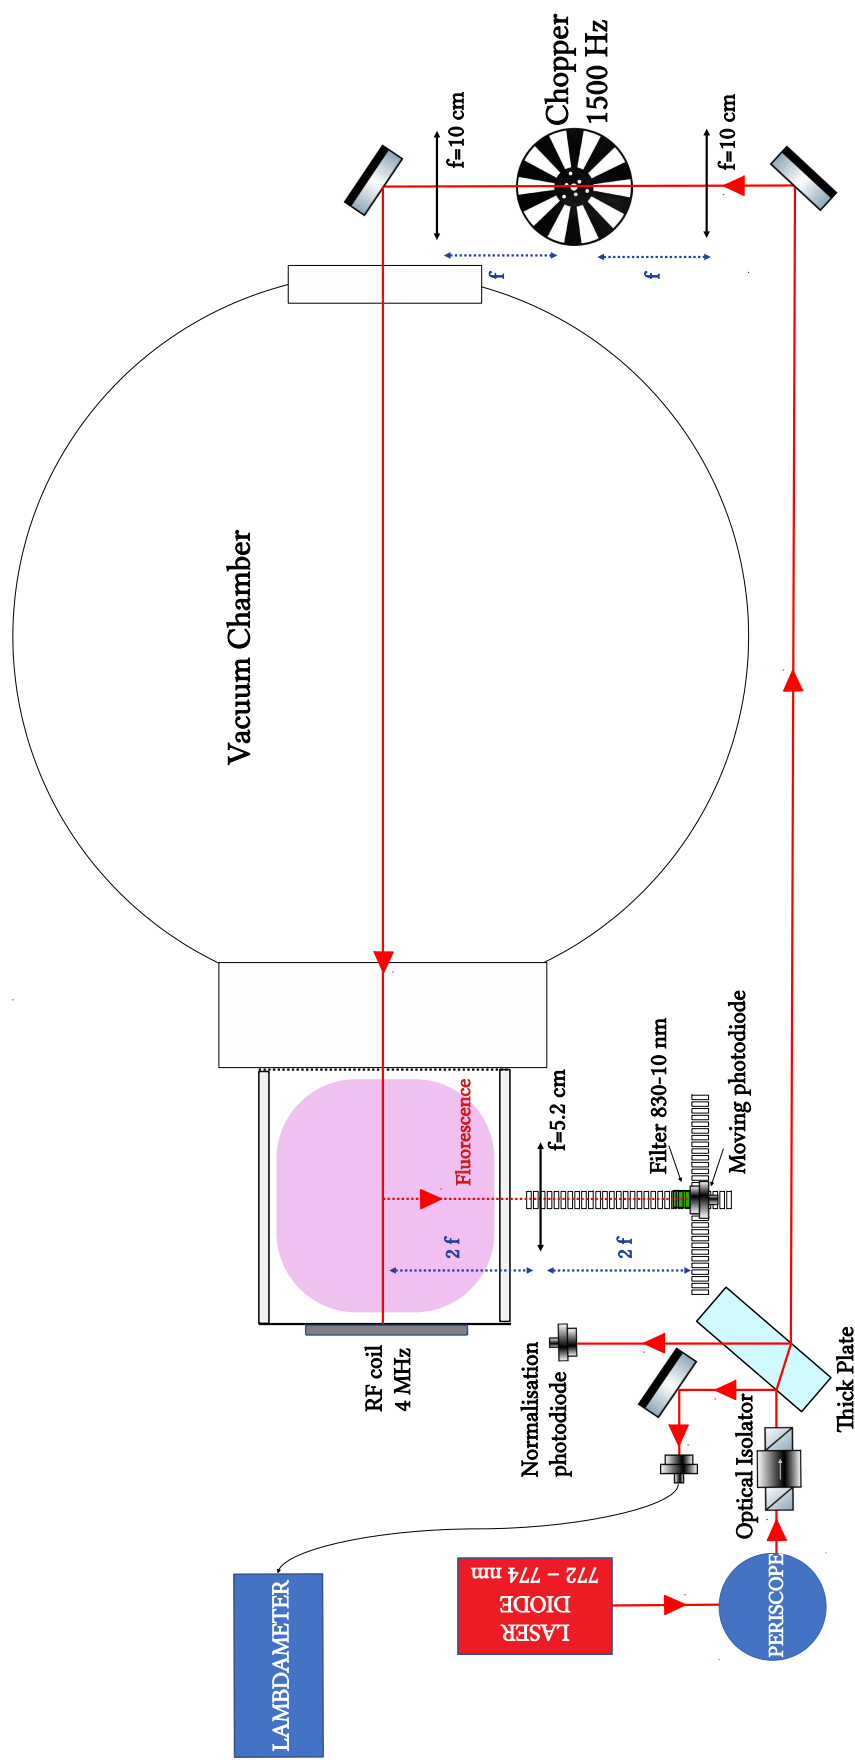 LAMBDAMETER
LASER
DIODE
772 – 774 nm
PERISCOPE
Optical Isolator
Thick Plate
Normalisation
photodiode
RF coil
4 MHz
2 f
2 f
Fluorescence
f=5.2 cm
Filter 830-10 nm
Moving photodiode
Vacuum Chamber
f
f
f=10 cm
f=10 cm
Chopper
1500 Hz